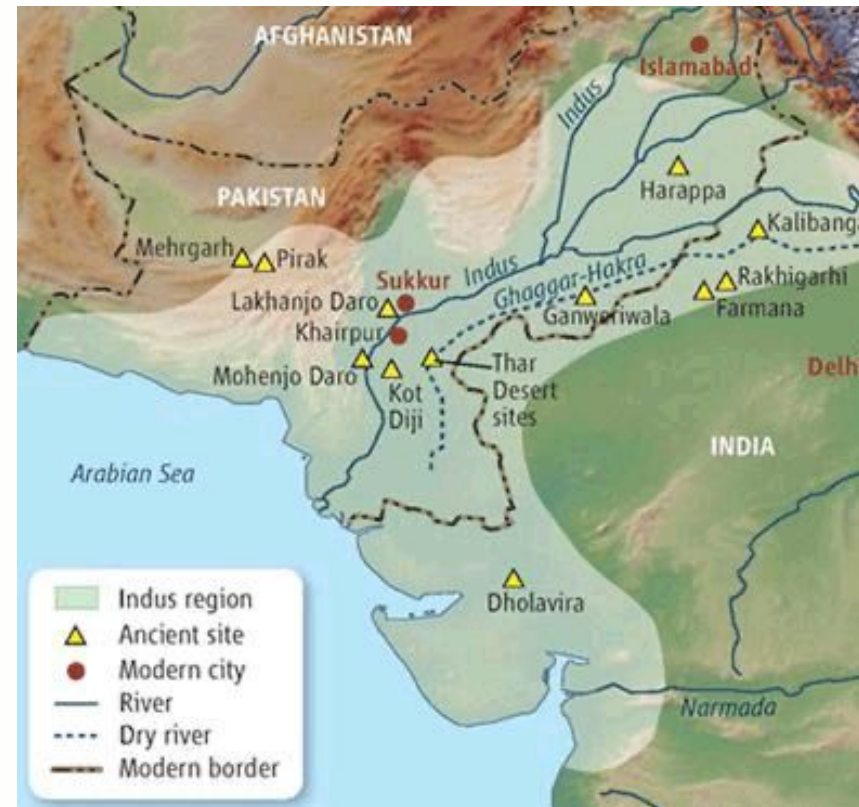 AFGHANISTAN
Islamabad
Indus
Harappa
PAKISTAN
Kalibanga
Mehrgarh
Pirak
Sukkur
Indus
Ghaggar-Hakra
Rakhigarhi
Lakhanjo Daro
Ganweriwala
Farmana
Khairpur
Mohenjo Daro
Kot
Diji
Thar
Desert
sites
Delh
INDIA
Arabian Sea
Dholavira
Narmada
Indus region
Ancient site
Modern city
River
Dry river
Modern border